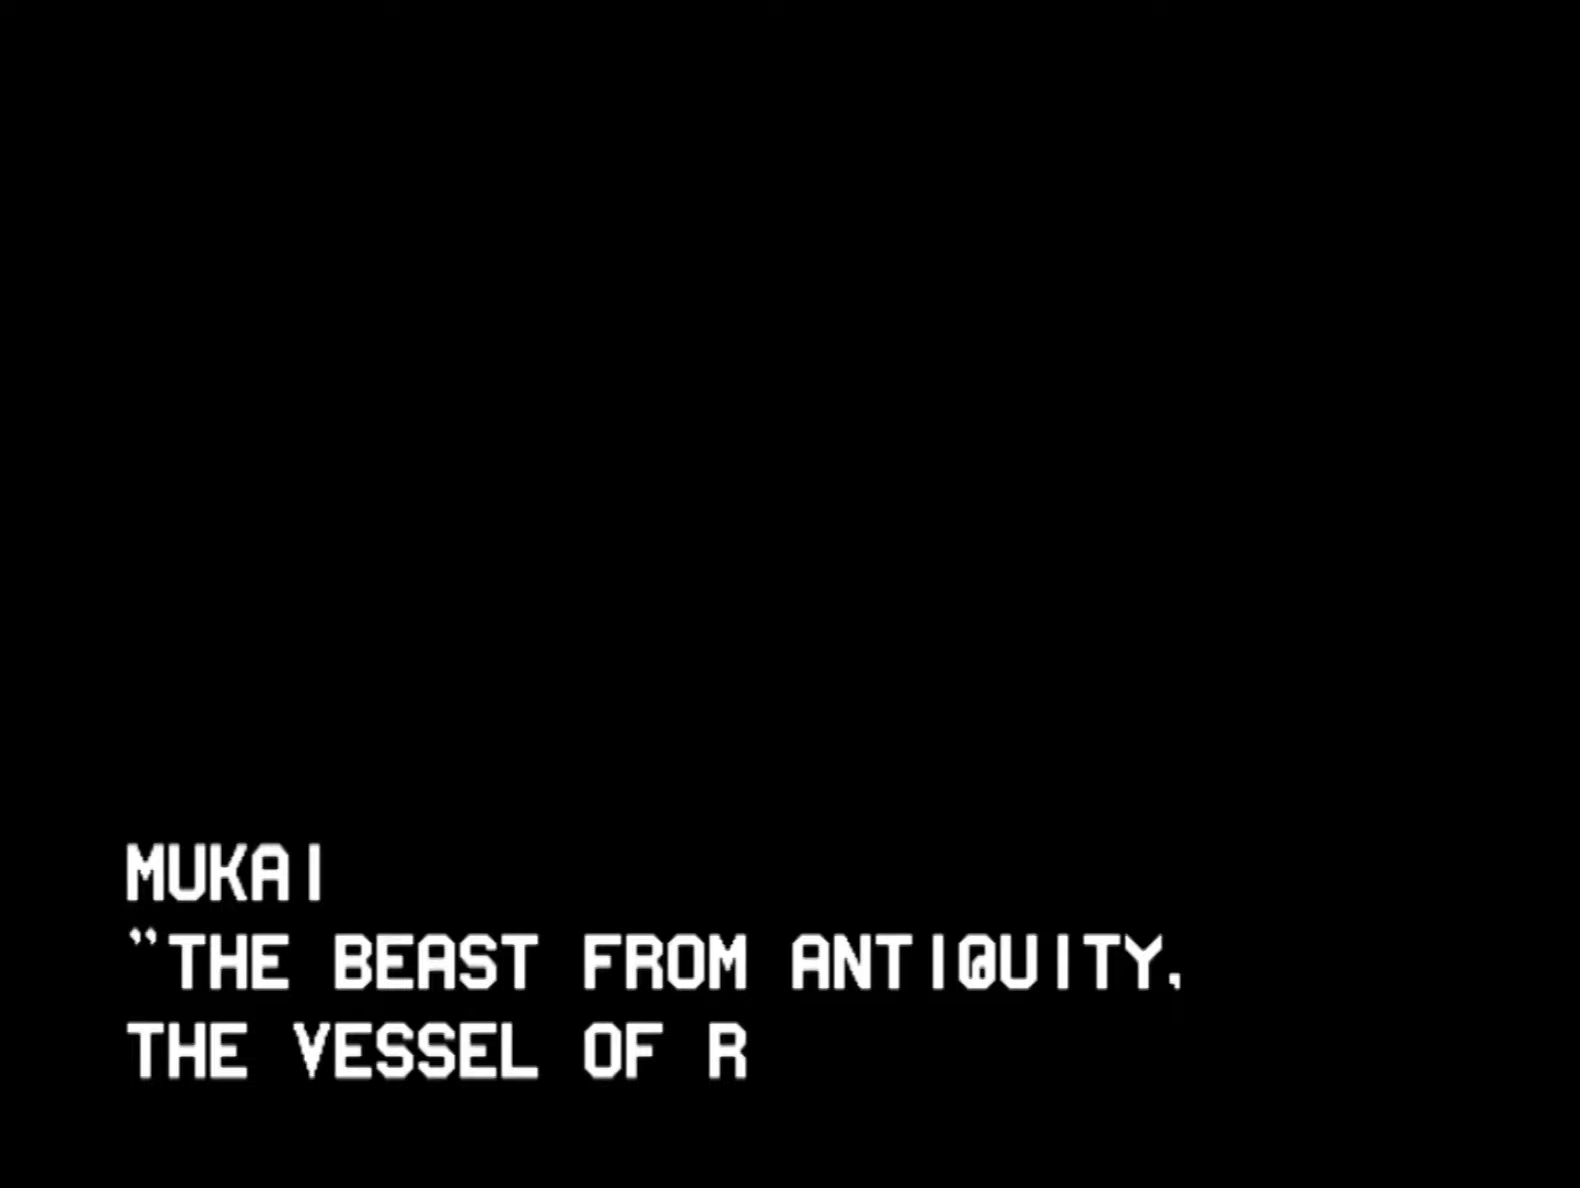 MUKAI
"THE BEAST FROM ANTIQUITY,
THE VESSEL OF R